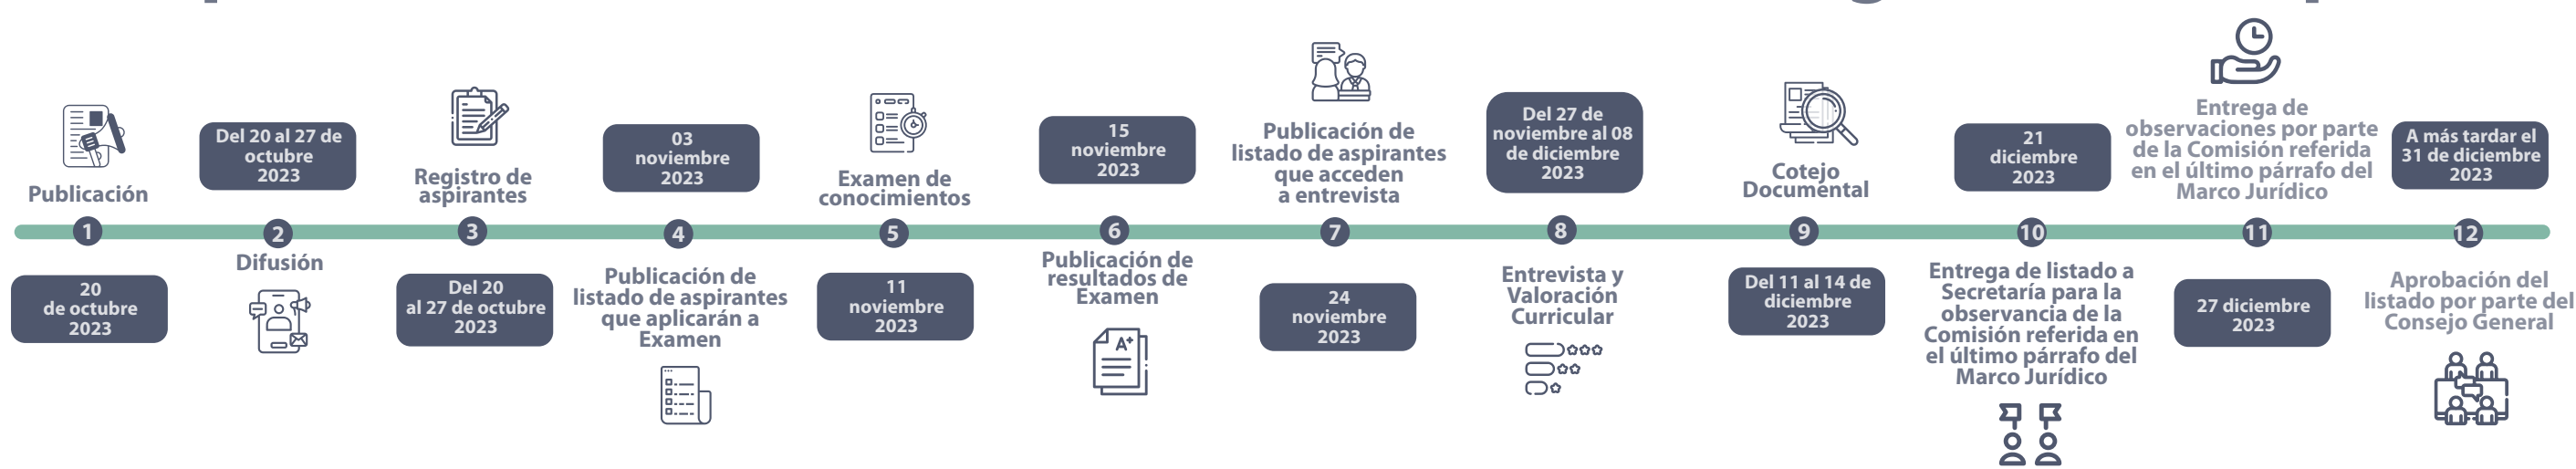 Publicación
1
20
de octubre
2023
Del 20 al 27 de
octubre
2023
2
Difusión
Registro de
aspirantes
3
Del 20
al 27 de octubre
2023
03
noviembre
2023
4
Publicación de
listado de aspirantes
que aplicarán a
Examen
Examen de
conocimientos
5
11
noviembre
2023
15
noviembre
2023
6
Publicación de
resultados de
Examen
A+
Publicación de
listado de aspirantes
que acceden
a entrevista
7
24
noviembre
2023
Del 27 de
noviembre al 08
de diciembre
2023
8
Entrevista y
Valoración
Curricular
Cotejo
Documental
9
Del 11 al 14 de
diciembre
2023
21
diciembre
2023
10
Entrega de listado a
Secretaría para la
observancia de la
Comisión referida en
el último párrafo del
Marco Jurídico
Entrega de
observaciones por parte
de la Comisión referida
en el último párrafo del
Marco Jurídico
11
27 diciembre
2023
A más tardar el
31 de diciembre
2023
12
Aprobación del
listado por parte del
Consejo General